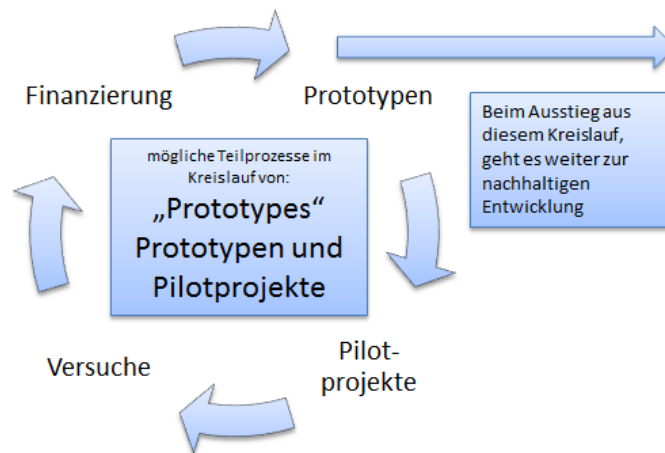 Finanzierung
Prototypen
Beim Ausstieg aus
diesem Kreislauf,
geht es weiter zur
nachhaltigen
Entwicklung
mögliche Teilprozesse im
Kreislauf von:
„Prototypes“
Prototypen und
Pilotprojekte
Versuche
Pilot-
projekte